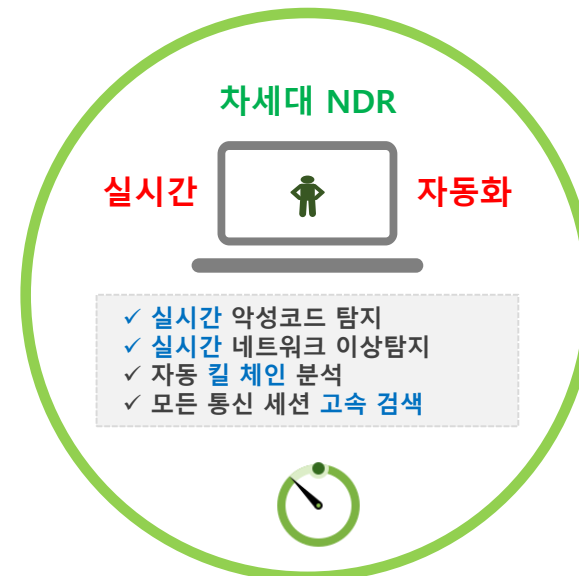 차세대 NDR
실시간
자동화
✓ 실시간 악성코드 탐지
✓ 실시간 네트워크 이상탐지
✓ 자동 킬 체인 분석
✓ 모든 통신 세션 고속 검색